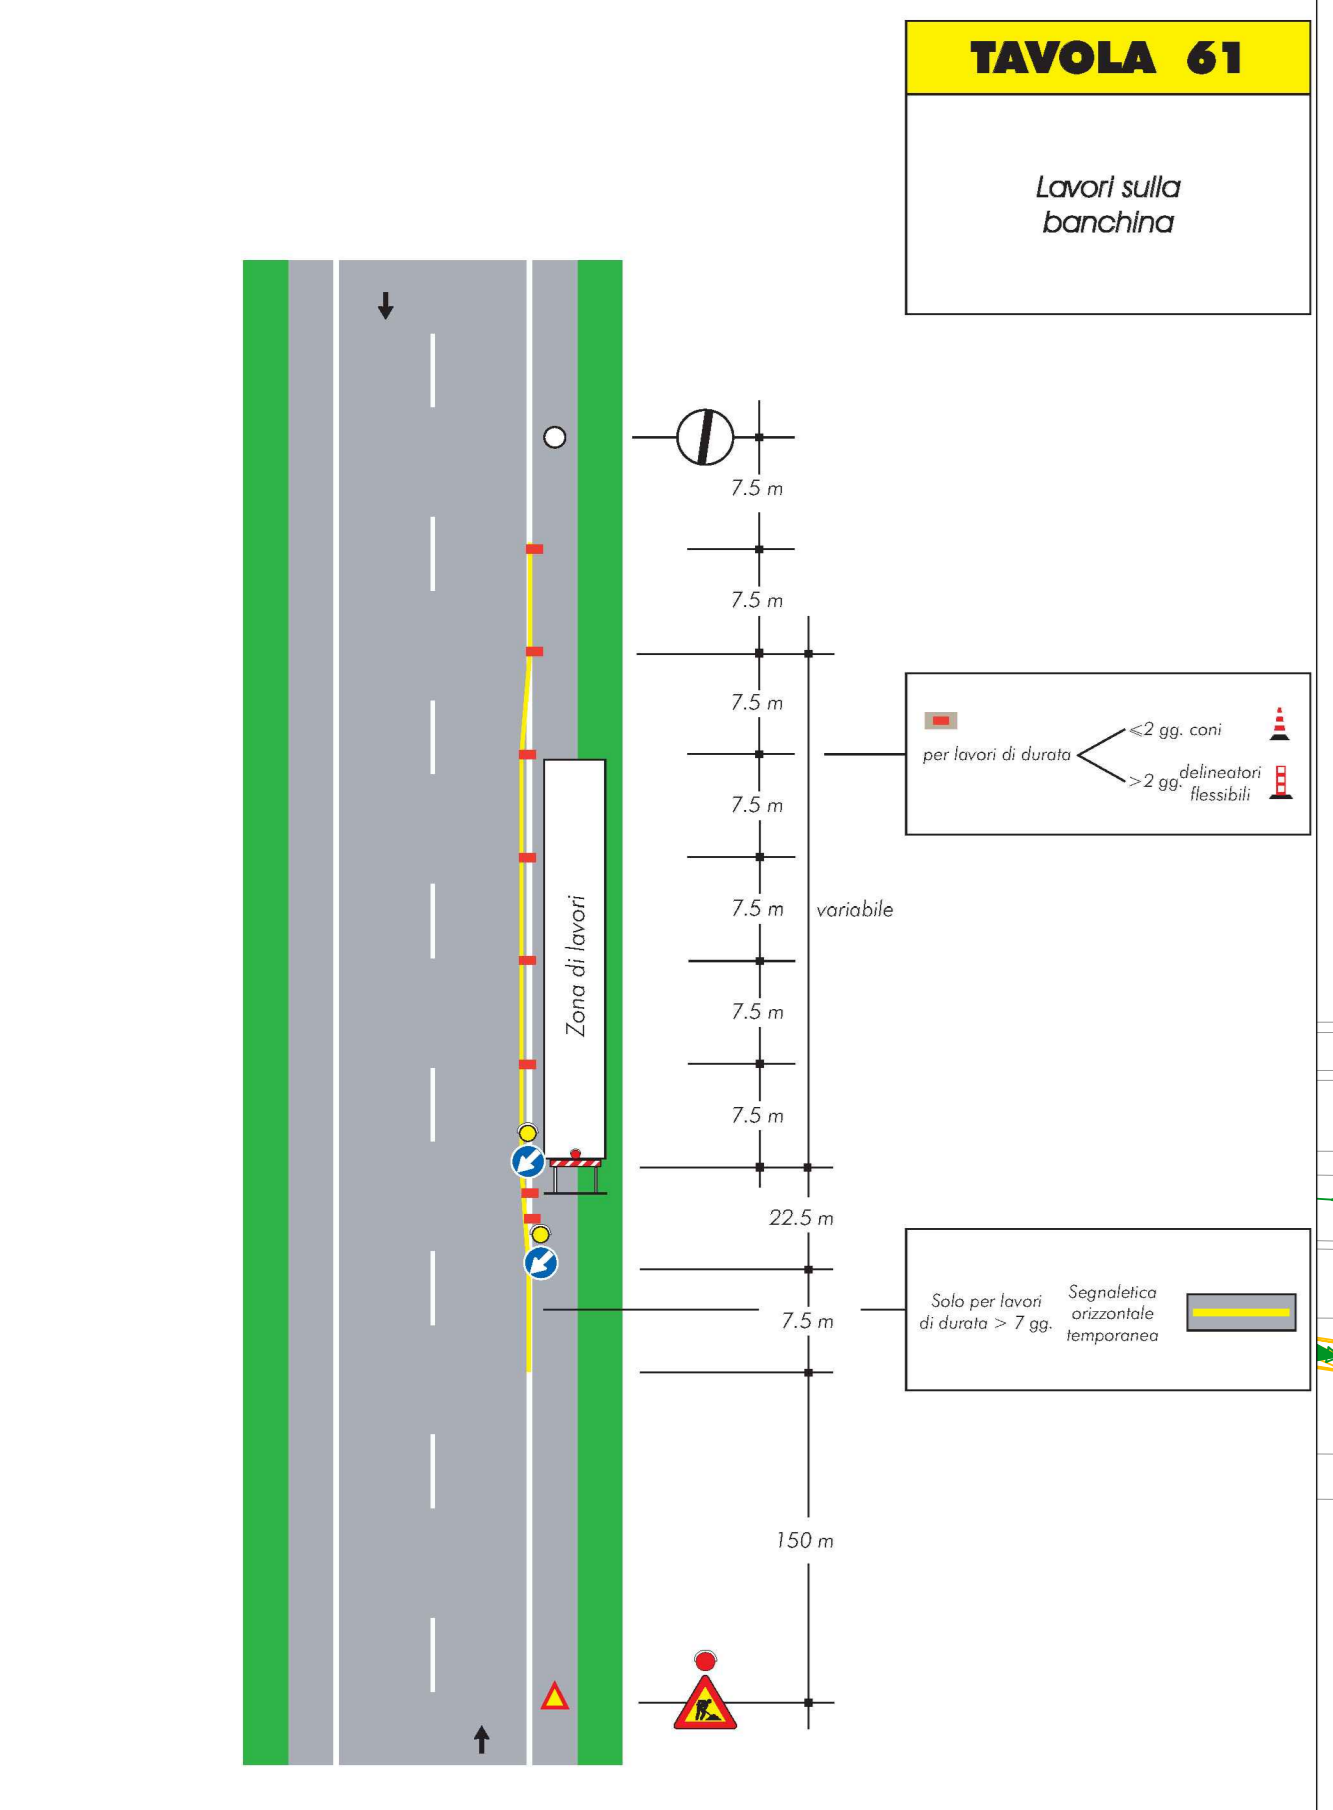 TAVOLA 61
Lavori sulla
banchina
7.5 m
7.5 m
7.5 m
7.5 m
7.5 m
7.5 m
7.5 m
variabile
Zona di lavori
per lavori di durata
⩽2 gg. coni
>2 gg.
delineatori
flessibili
22.5 m
7.5 m
150 m
Solo per lavori
di durata > 7 gg.
Segnaletica
orizzontale
temporanea